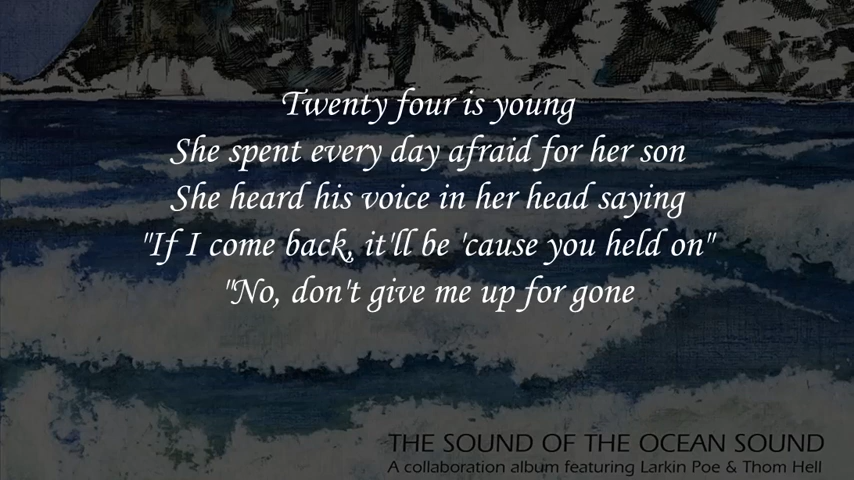 Twenty four is young
She spent every day afraid for her son
She heard his voice in her head saying
"If I come back, it'll be 'cause you held on"
"No, don't give me up for gone
THE SOUND OF THE OCEAN SOUND
A collaboration album featuring Larkin Poe & Thom Hell